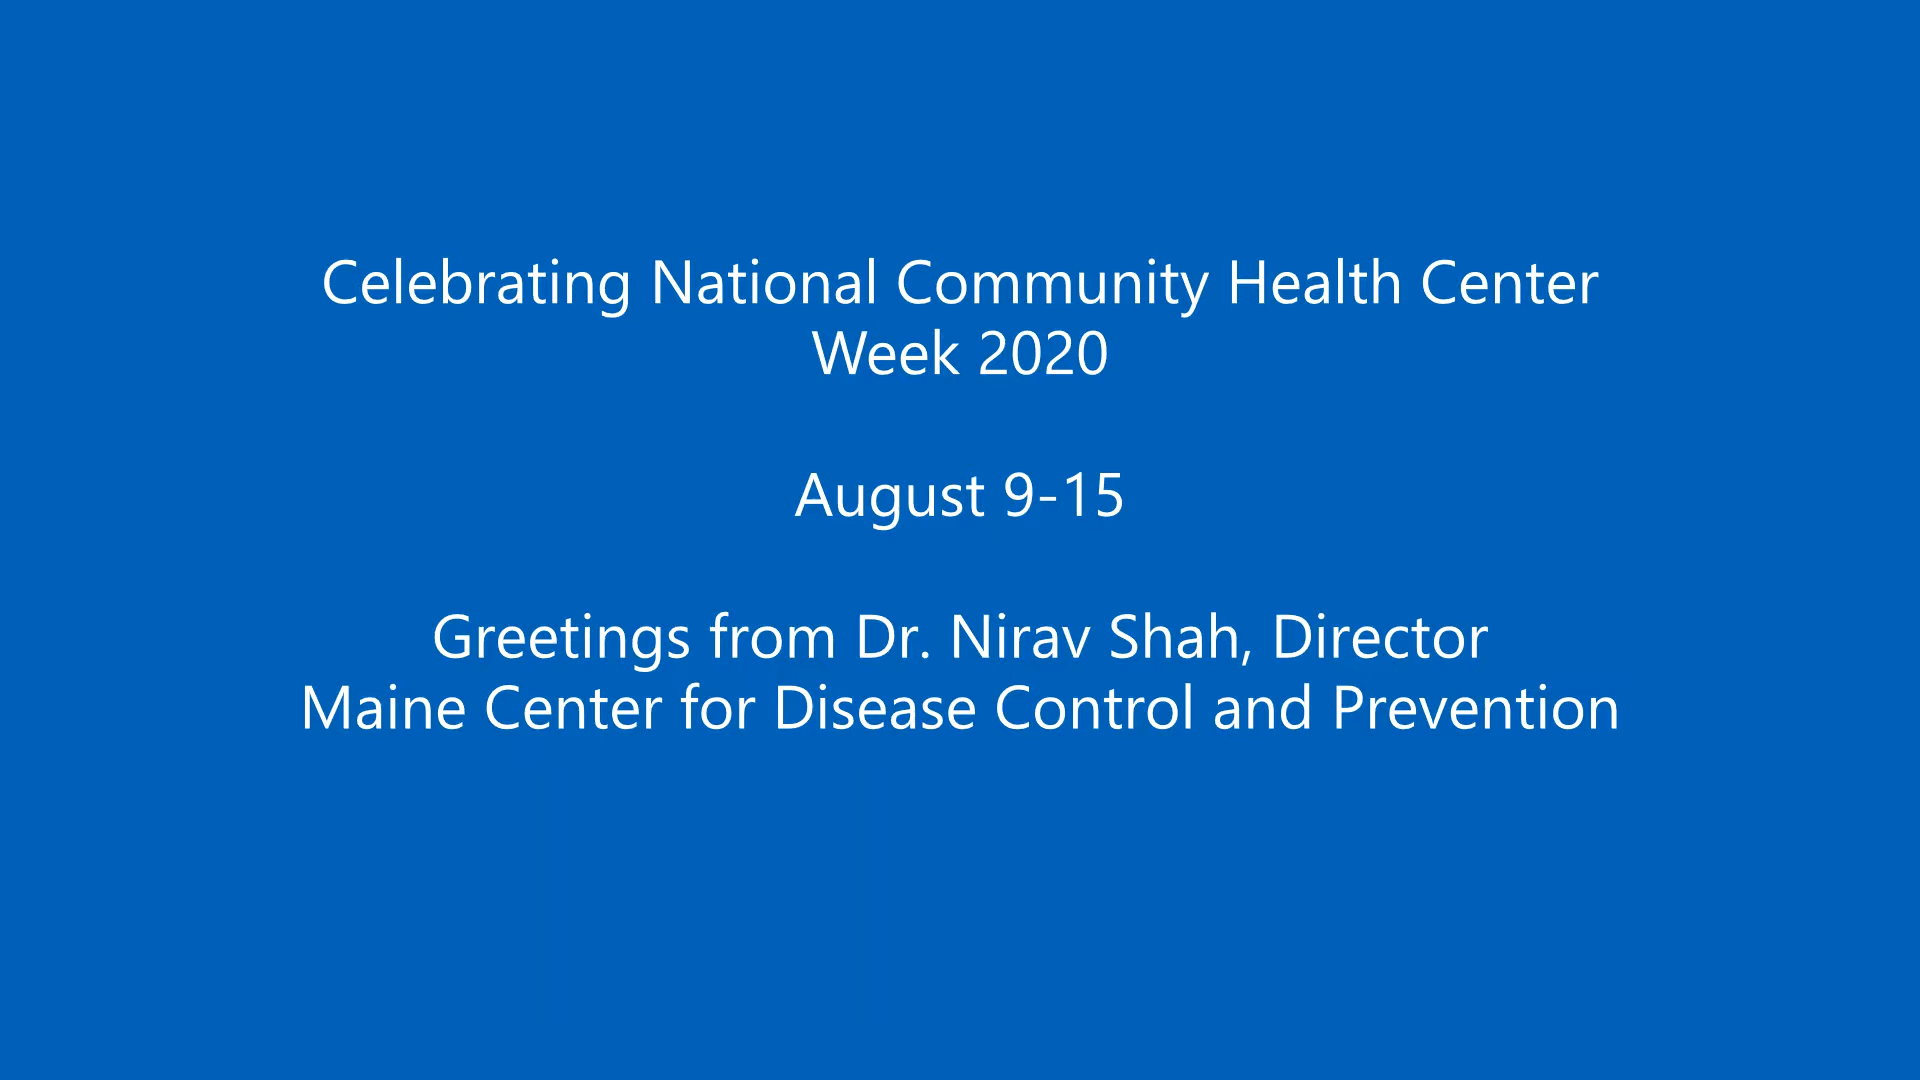 Celebrating National Community Health Center
Week 2020
August 9-15
Greetings from Dr. Nirav Shah, Director
Maine Center for Disease Control and Prevention